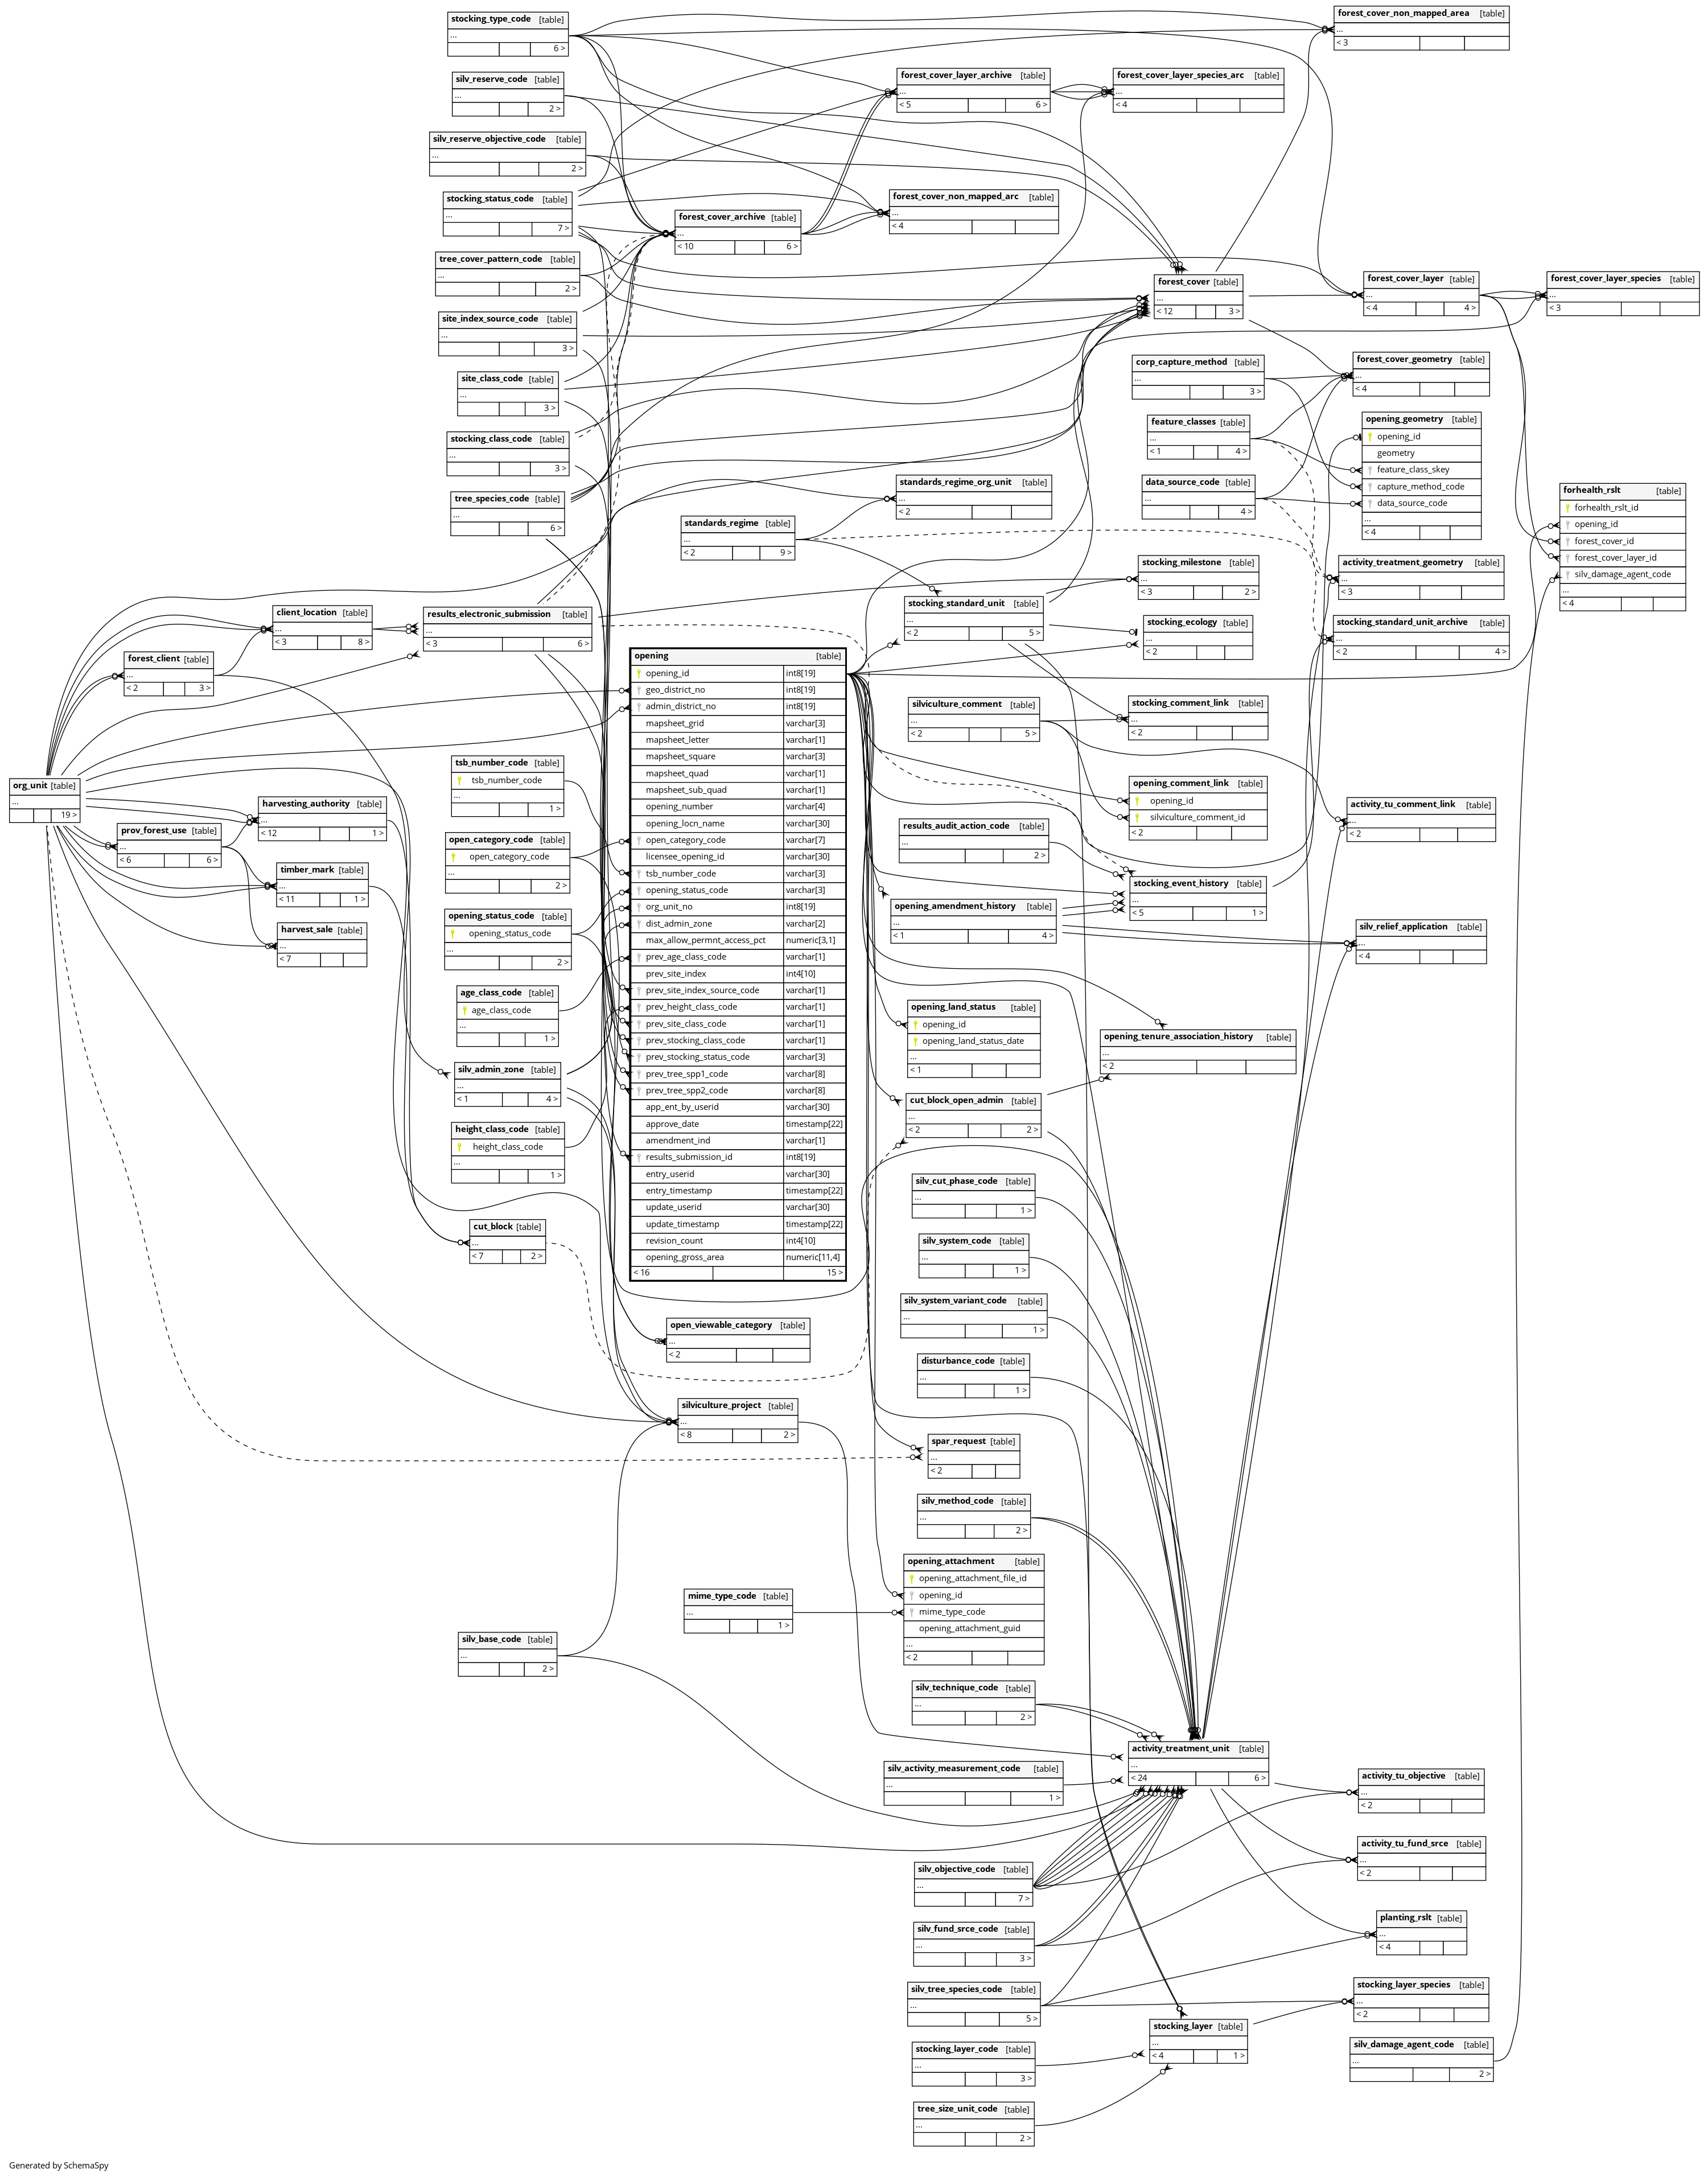 stocking_type_code [table]
...
6 >
forest_cover_non_mapped_area [table]
...
< 3
silv_reserve_code [table]
...
2 >
forest_cover_layer_archive [table]
...
< 5 6 >
forest_cover_layer_species_arc [table]
...
< 4
silv_reserve_objective_code [table]
...
2 >
stocking_status_code [table]
...
7 >
forest_cover_archive [table]
...
< 10 6 >
forest_cover_non_mapped_arc [table]
...
< 4
tree_cover_pattern_code [table]
...
2 >
forest_cover [table]
...
< 12 3 >
forest_cover_layer [table]
...
< 4 4 >
forest_cover_layer_species [table]
...
< 3
site_index_source_code [table]
...
3 >
site_class_code [table]
...
3 >
corp_capture_method [table]
...
3 >
forest_cover_geometry [table]
...
< 4
stocking_class_code [table]
...
3 >
feature_classes [table]
...
< 1 4 >
opening_geometry [table]
opening_id
geometry
feature_class_skey
capture_method_code
data_source_code
...
< 4
tree_species_code [table]
...
6 >
standards_regime [table]
...
< 2 9 >
standards_regime_org_unit [table]
...
< 2
data_source_code [table]
...
4 >
forhealth_rslt [table]
forhealth_rslt_id
opening_id
forest_cover_id
forest_cover_layer_id
silv_damage_agent_code
...
< 4
stocking_milestone [table]
...
< 3 2 >
activity_treatment_geometry [table]
...
< 3
client_location [table]
...
< 3 8 >
results_electronic_submission [table]
...
< 3 6 >
stocking_standard_unit [table]
...
< 2 5 >
stocking_ecology [table]
...
< 2
stocking_standard_unit_archive [table]
...
< 2 4 >
forest_client [table]
...
< 2 3 >
opening [table]
opening_id int8[19]
geo_district_no int8[19]
admin_district_no int8[19]
mapsheet_grid varchar[3]
mapsheet_letter varchar[1]
mapsheet_square varchar[3]
mapsheet_quad varchar[1]
mapsheet_sub_quad varchar[1]
opening_number varchar[4]
opening_locn_name varchar[30]
open_category_code varchar[7]
licensee_opening_id varchar[30]
tsb_number_code varchar[3]
opening_status_code varchar[3]
org_unit_no int8[19]
dist_admin_zone varchar[2]
max_allow_permnt_access_pct numeric[3,1]
prev_age_class_code varchar[1]
prev_site_index int4[10]
prev_site_index_source_code varchar[1]
prev_height_class_code varchar[1]
prev_site_class_code varchar[1]
prev_stocking_class_code varchar[1]
prev_stocking_status_code varchar[3]
prev_tree_spp1_code varchar[8]
prev_tree_spp2_code varchar[8]
app_ent_by_userid varchar[30]
approve_date timestamp[22]
amendment_ind varchar[1]
results_submission_id int8[19]
entry_userid varchar[30]
entry_timestamp timestamp[22]
update_userid varchar[30]
update_timestamp timestamp[22]
revision_count int4[10]
opening_gross_area numeric[11,4]
< 16 15 >
silviculture_comment [table]
...
< 2 5 >
stocking_comment_link [table]
...
< 2
org_unit [table]
...
19 >
harvesting_authority [table]
...
< 12 1 >
prov_forest_use [table]
...
< 6 6 >
timber_mark [table]
...
< 11 1 >
harvest_sale [table]
...
< 7
tsb_number_code [table]
tsb_number_code
...
1 >
opening_comment_link [table]
opening_id
silviculture_comment_id
< 2
activity_tu_comment_link [table]
...
< 2
open_category_code [table]
open_category_code
...
2 >
results_audit_action_code [table]
...
2 >
stocking_event_history [table]
...
< 5 1 >
opening_status_code [table]
opening_status_code
...
2 >
opening_amendment_history [table]
...
< 1 4 >
silv_relief_application [table]
...
< 4
age_class_code [table]
age_class_code
...
1 >
opening_land_status [table]
opening_id
opening_land_status_date
...
< 1
opening_tenure_association_history [table]
...
< 2
silv_admin_zone [table]
...
< 1 4 >
cut_block_open_admin [table]
...
< 2 2 >
height_class_code [table]
height_class_code
...
1 >
silv_cut_phase_code [table]
...
1 >
cut_block [table]
...
< 7 2 >
silv_system_code [table]
...
1 >
silv_system_variant_code [table]
...
1 >
open_viewable_category [table]
...
< 2
disturbance_code [table]
...
1 >
silviculture_project [table]
...
< 8 2 >
spar_request [table]
...
< 2
silv_method_code [table]
...
2 >
opening_attachment [table]
opening_attachment_file_id
opening_id
mime_type_code
opening_attachment_guid
...
< 2
mime_type_code [table]
...
1 >
silv_base_code [table]
...
2 >
silv_technique_code [table]
...
2 >
activity_treatment_unit [table]
...
< 24 6 >
silv_activity_measurement_code [table]
...
1 >
activity_tu_objective [table]
...
< 2
activity_tu_fund_srce [table]
...
< 2
silv_objective_code [table]
...
7 >
planting_rslt [table]
...
< 4
silv_fund_srce_code [table]
...
3 >
silv_tree_species_code [table]
...
5 >
stocking_layer_species [table]
...
< 2
stocking_layer [table]
...
< 4 1 >
stocking_layer_code [table]
...
3 >
silv_damage_agent_code [table]
...
2 >
tree_size_unit_code [table]
...
2 >
Generated by SchemaSpy